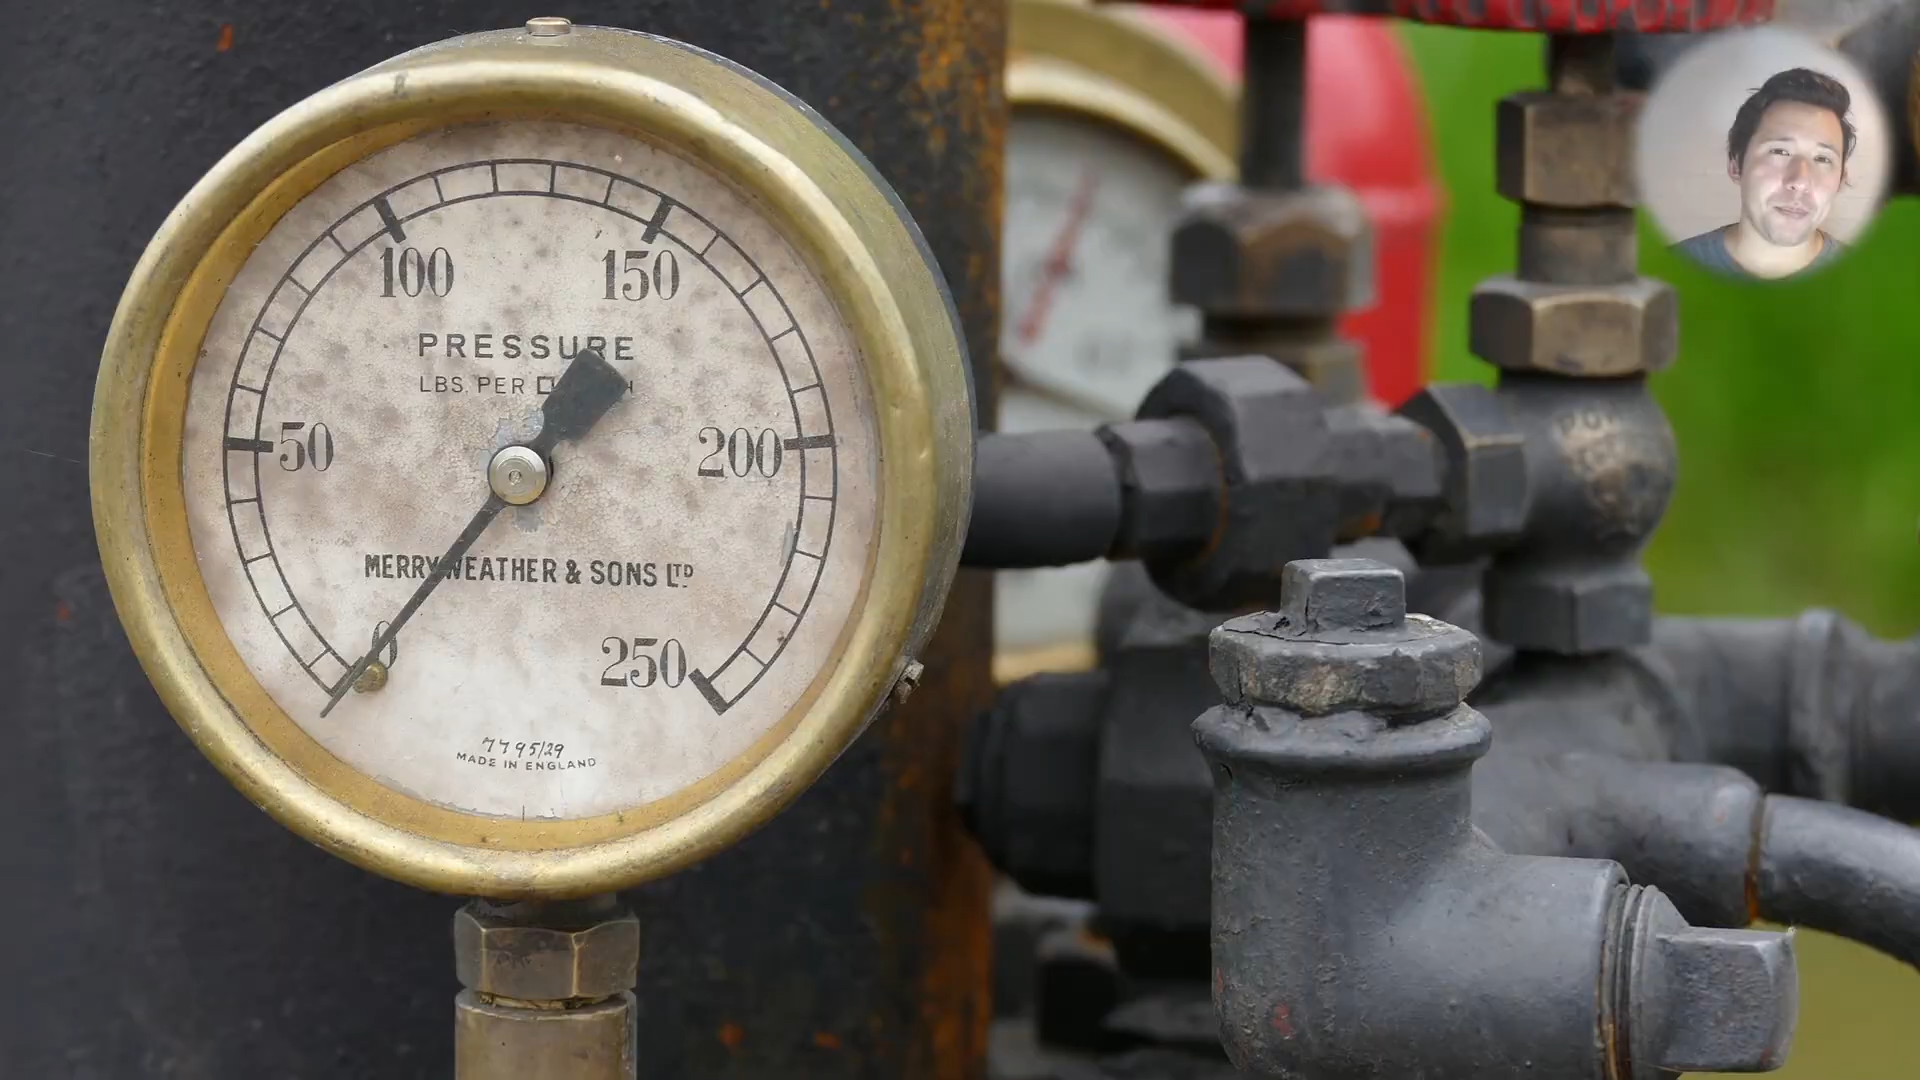 100 150
PRESSURE
LBS. PER
50 200
MERRYWEATHER & SONS LTD
0 250
7795/29
MADE IN ENGLAND